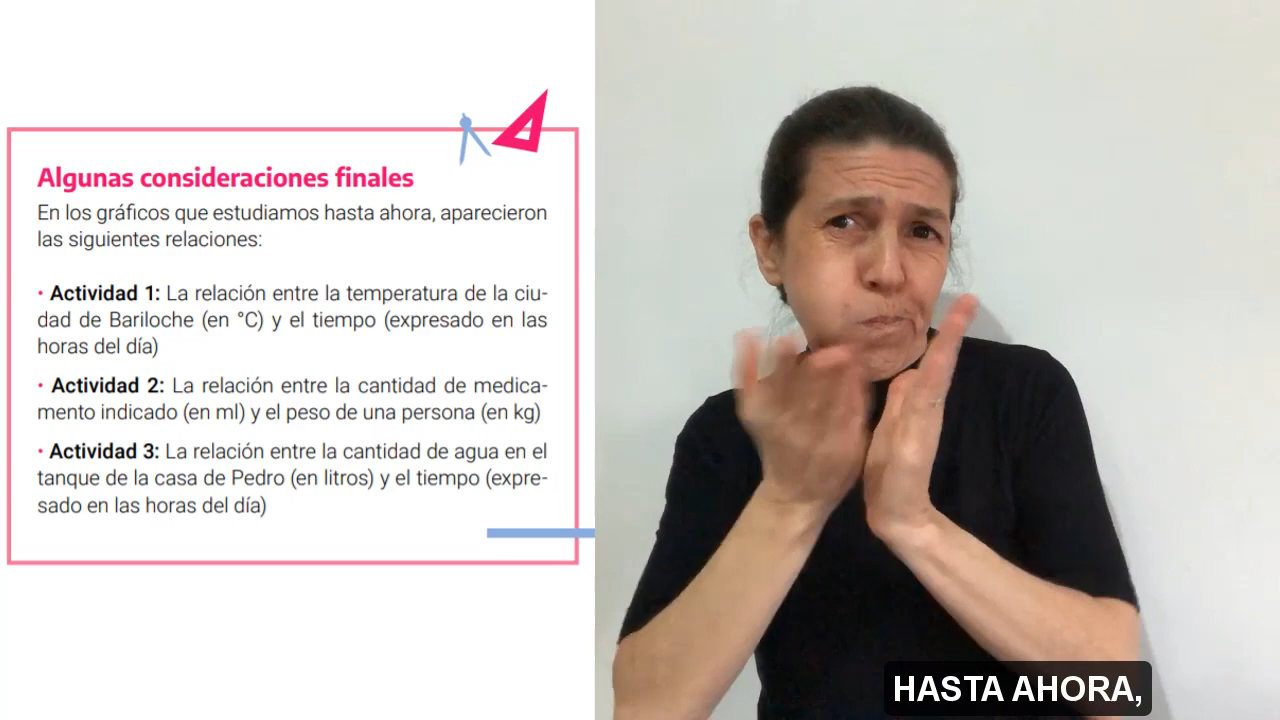 Algunas consideraciones finales
En los gráficos que estudiamos hasta ahora, aparecieron
las siguientes relaciones:
• Actividad 1: La relación entre la temperatura de la ciu-
dad de Bariloche (en °C) y el tiempo (expresado en las
horas del día)
• Actividad 2: La relación entre la cantidad de medica-
mento indicado (en ml) y el peso de una persona (en kg)
• Actividad 3: La relación entre la cantidad de agua en el
tanque de la casa de Pedro (en litros) y el tiempo (expre-
sado en las horas del día)
HASTA AHORA,